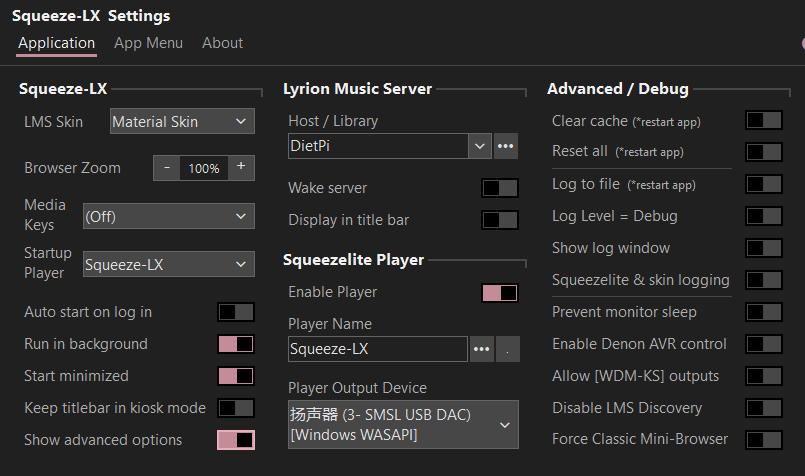 Squeeze-LX Settings
Application App Menu About
Squeeze-LX
LMS Skin Material Skin
Browser Zoom - 100% +
Media
Keys
(Off)
Startup
Player
Squeeze-LX
Auto start on log in
Run in background
Start minimized
Keep titlebar in kiosk mode
Show advanced options
Lyrion Music Server
Host / Library
DietPi •••
Wake server
Display in title bar
Squeezelite Player
Enable Player
Player Name
Squeeze-LX ••• .
Player Output Device
扬声器 (3- SMSL USB DAC)
[Windows WASAPI]
Advanced / Debug
Clear cache (*restart app)
Reset all (*restart app)
Log to file (*restart app)
Log Level = Debug
Show log window
Squeezelite & skin logging
Prevent monitor sleep
Enable Denon AVR control
Allow [WDM-KS] outputs
Disable LMS Discovery
Force Classic Mini-Browser